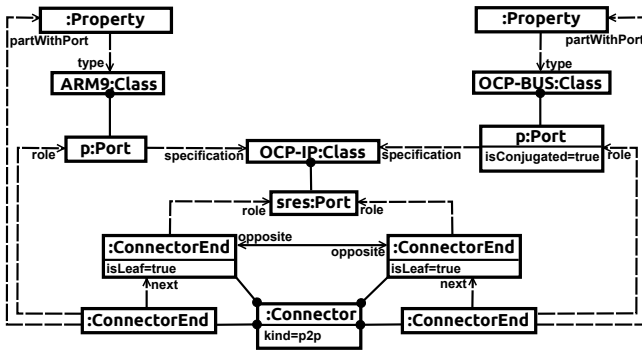 :Property :Property
partWithPort partWithPort
type type
ARM9:Class OCP-BUS:Class
p:Port
isConjugated=true
role p:Port specification OCP-IP:Class specification role
role sres:Port role
:ConnectorEnd opposite :ConnectorEnd
opposite
isLeaf=true isLeaf=true
next next
:ConnectorEnd :Connector :ConnectorEnd
kind=p2p